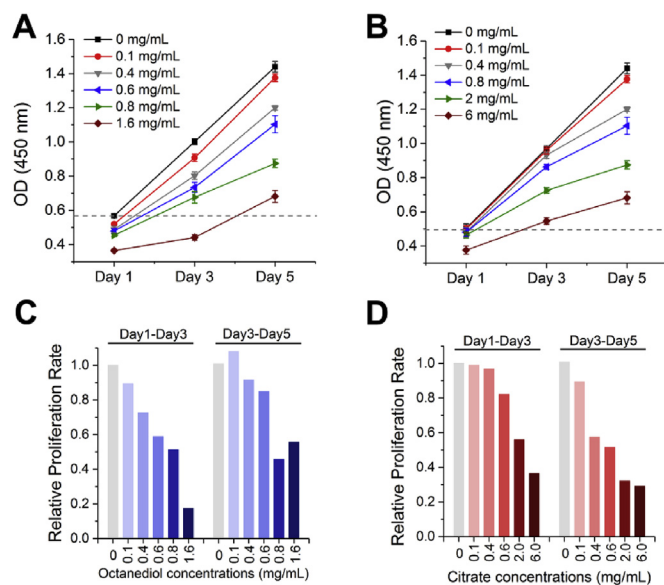 A
0 mg/mL
0.1 mg/mL
0.4 mg/mL
0.6 mg/mL
0.8 mg/mL
1.6 mg/mL
1.6
1.4
1.2
1.0
0.8
0.6
0.4
OD (450 nm)
Day 1 Day 3 Day 5
B
0 mg/mL
0.1 mg/mL
0.4 mg/mL
0.8 mg/mL
2 mg/mL
6 mg/mL
1.6
1.4
1.2
1.0
0.8
0.6
0.4
OD (450 nm)
Day 1 Day 3 Day 5
C
Day1-Day3 Day3-Day5
1.0
0.8
0.6
0.4
0.2
0.0
Relative Proliferation Rate
0 0.1 0.4 0.6 0.8 1.6 0 0.1 0.4 0.6 0.8 1.6
Octanediol concentrations (mg/mL)
D
Day1-Day3 Day3-Day5
1.0
0.8
0.6
0.4
0.2
0.0
Relative Proliferation Rate
0 0.1 0.4 0.6 2.0 6.0 0 0.1 0.4 0.6 2.0 6.0
Citrate concentrations (mg/mL)